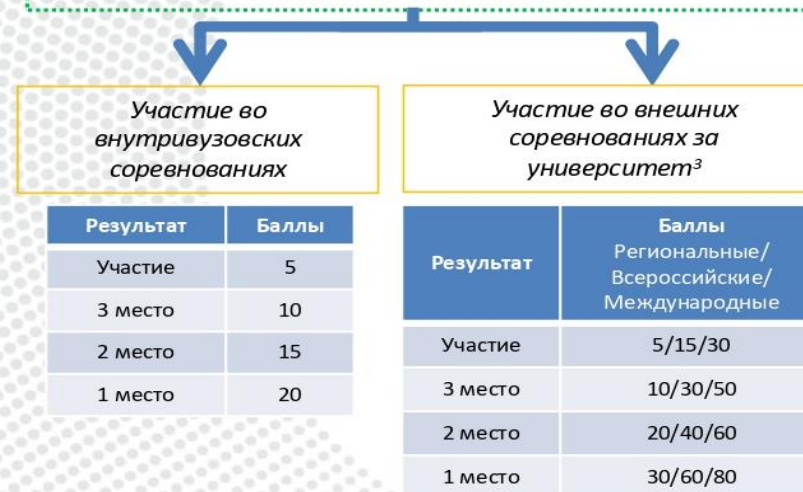 Участие во
внутривузовских
соревнованиях
Участие во внешних
соревнованиях за
университет³
Результат Баллы
Участие 5
3 место 10
2 место 15
1 место 20
Результат Баллы
Региональные/
Всероссийские/
Международные
Участие 5/15/30
3 место 10/30/50
2 место 20/40/60
1 место 30/60/80